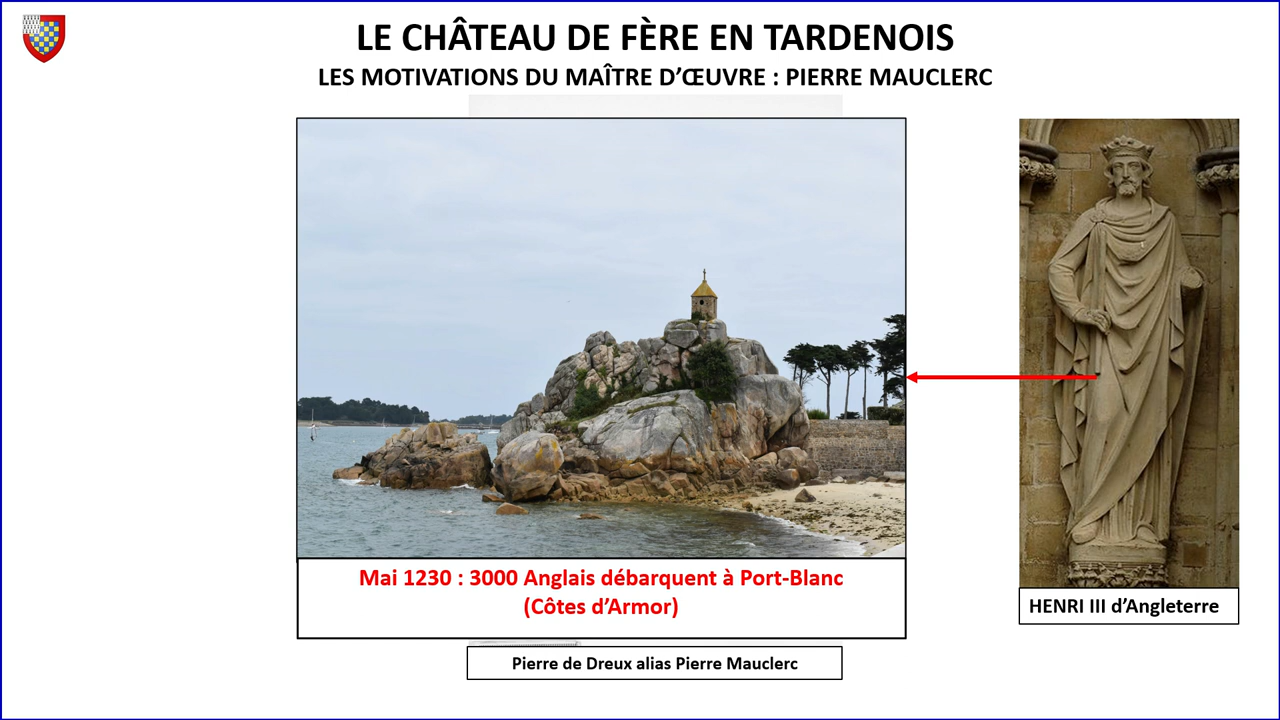 LE CHÂTEAU DE FÈRE EN TARDENOIS
LES MOTIVATIONS DU MAÎTRE D’ŒUVRE : PIERRE MAUCLERC
Mai 1230 : 3000 Anglais débarquent à Port-Blanc
(Côtes d’Armor)
HENRI III d’Angleterre
Pierre de Dreux alias Pierre Mauclerc